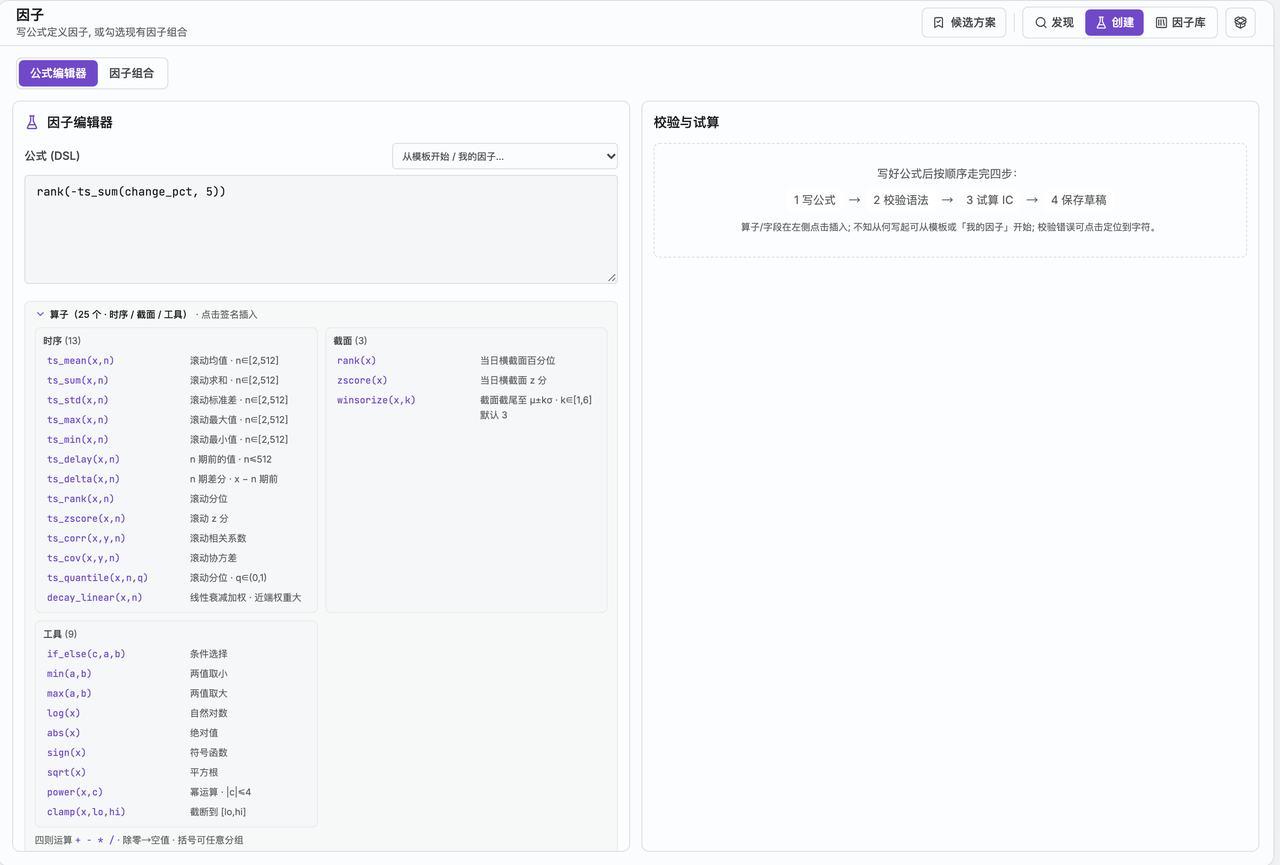 因子
写公式定义因子, 或勾选现有因子组合
候选方案
发现
创建
因子库
公式编辑器
因子组合
因子编辑器
公式 (DSL)
从模板开始 / 我的因子...
rank(-ts_sum(change_pct, 5))
算子（25 个 · 时序 / 截面 / 工具） · 点击签名插入
时序 (13)
ts_mean(x,n) 滚动均值 · n∈[2,512]
ts_sum(x,n) 滚动求和 · n∈[2,512]
ts_std(x,n) 滚动标准差 · n∈[2,512]
ts_max(x,n) 滚动最大值 · n∈[2,512]
ts_min(x,n) 滚动最小值 · n∈[2,512]
ts_delay(x,n) n 期前的值 · n≤512
ts_delta(x,n) n 期差分 · x − n 期前
ts_rank(x,n) 滚动分位
ts_zscore(x,n) 滚动 z 分
ts_corr(x,y,n) 滚动相关系数
ts_cov(x,y,n) 滚动协方差
ts_quantile(x,n,q) 滚动分位 · q∈(0,1)
decay_linear(x,n) 线性衰减加权 · 近端权重大
截面 (3)
rank(x) 当日横截面百分位
zscore(x) 当日横截面 z 分
winsorize(x,k) 截面截尾至 μ±kσ · k∈[1,6]
默认 3
工具 (9)
if_else(c,a,b) 条件选择
min(a,b) 两值取小
max(a,b) 两值取大
log(x) 自然对数
abs(x) 绝对值
sign(x) 符号函数
sqrt(x) 平方根
power(x,c) 幂运算 · |c|≤4
clamp(x,lo,hi) 截断到 [lo,hi]
四则运算 + - * / · 除零→空值 · 括号可任意分组
校验与试算
写好公式后按顺序走完四步：
1 写公式 → 2 校验语法 → 3 试算 IC → 4 保存草稿
算子/字段在左侧点击插入; 不知从何写起可从模板或「我的因子」开始; 校验错误可点击定位到字符。